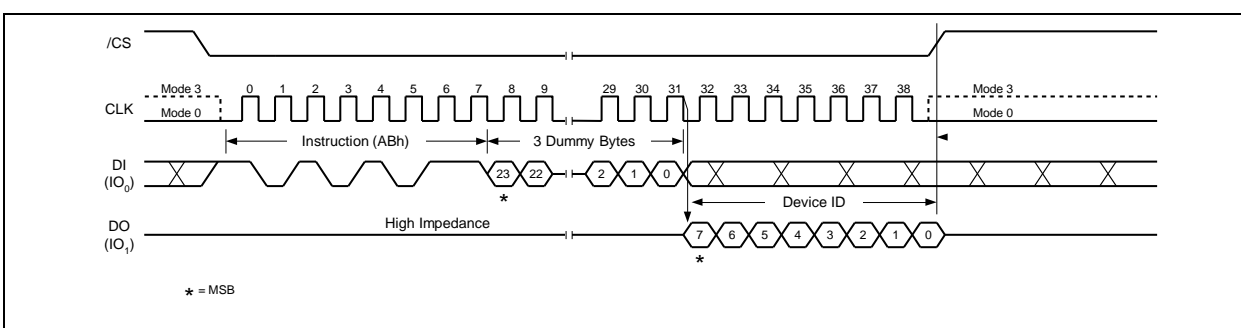 /CS
Mode 3 0 1 2 3 4 5 6 7 8 9 29 30 31 32 33 34 35 36 37 38 Mode 3
CLK
Mode 0 Mode 0
Instruction (ABh) 3 Dummy Bytes
DI
(IO0)
23 22 2 1 0
*
Device ID
High Impedance
DO
(IO1)
7 6 5 4 3 2 1 0
*
* = MSB